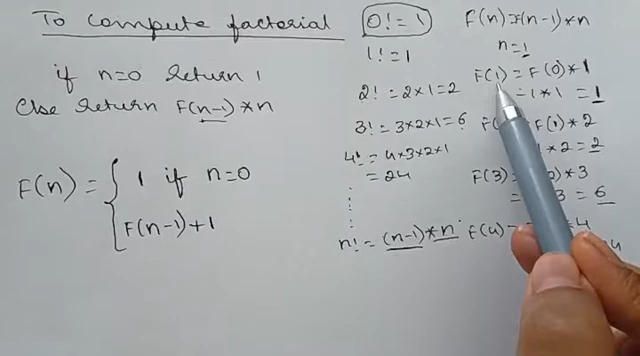 To Compute factorial
if n=0 Return 1
Else Return F(n-1)*n
F(n) = { 1 if n=0
F(n-1)+1
0! = 1
1! = 1
2! = 2×1=2
3! = 3×2×1=6
4! = 4×3×2×1
= 24
n! = (n-1)*n
F(n)=(n-1)*n
n=1
F(1) = F(0)*1
= 1*1 = 1
F(1)*2
1*2 = 2
F(3) = *3
= 3 = 6
F(4) = *4